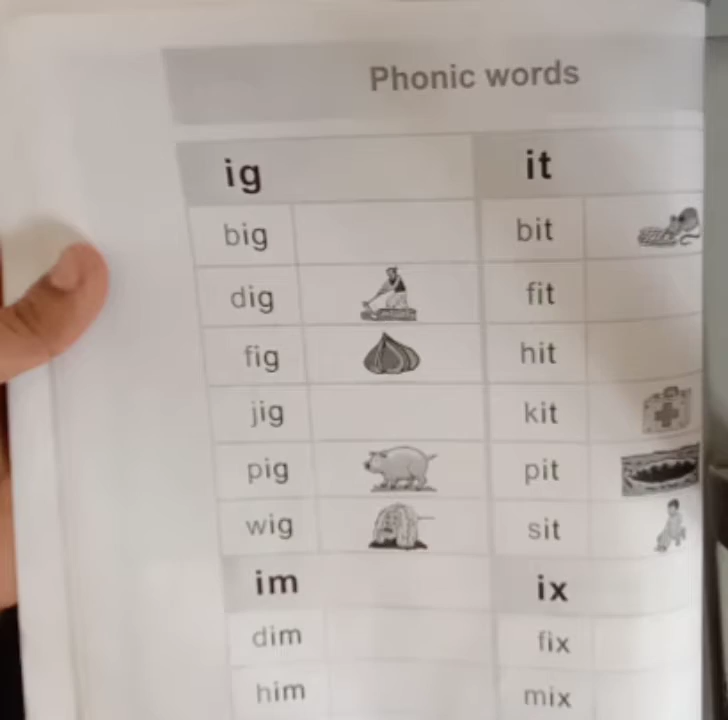 Phonic words
ig it
big bit
dig fit
fig hit
jig kit
pig pit
wig sit
im ix
dim fix
him mix